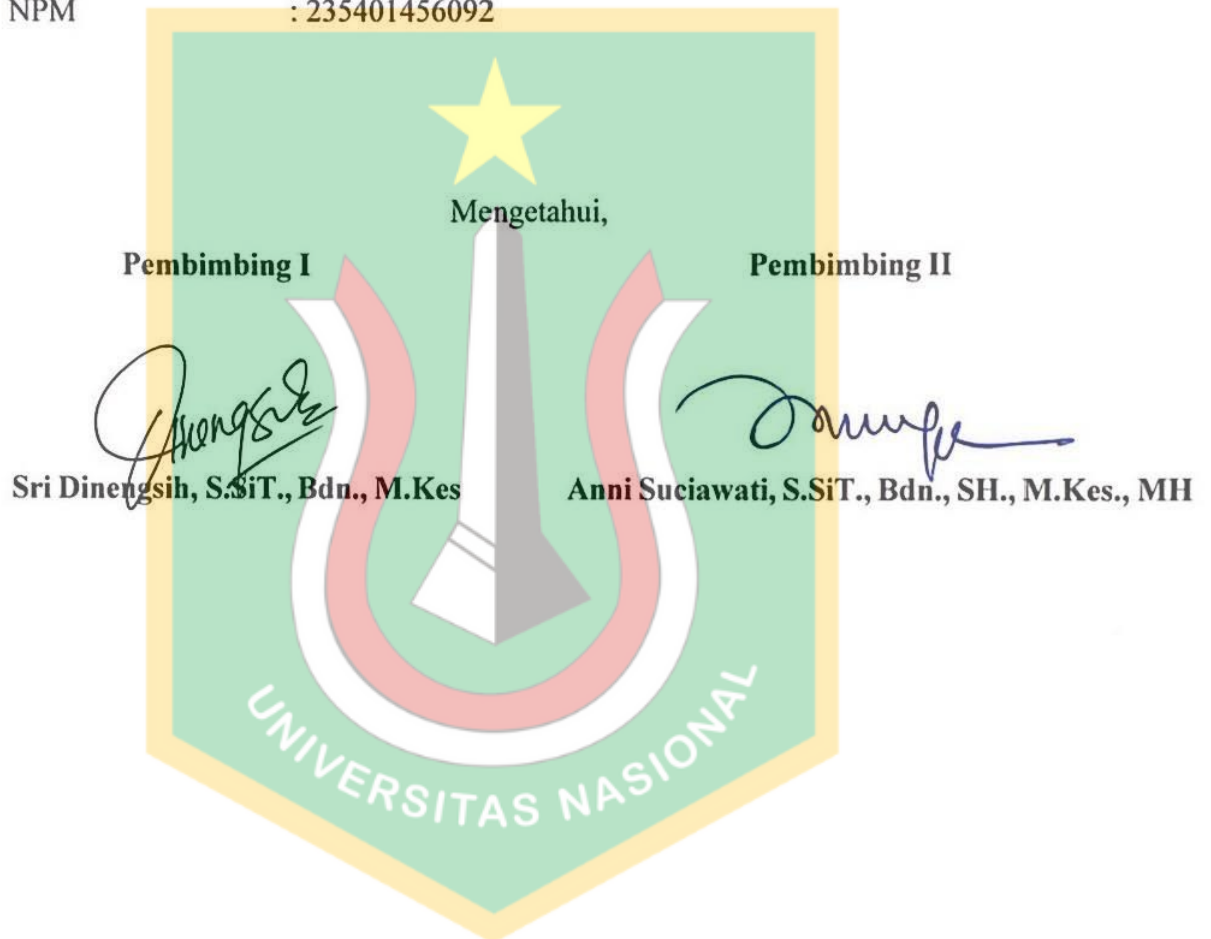 NPM : 235401456092
Mengetahui,
Pembimbing I Pembimbing II
Sri Dinengsih, S.SiT., Bdn., M.Kes Anni Suciawati, S.SiT., Bdn., SH., M.Kes., MH
UNIVERSITAS NASIONAL